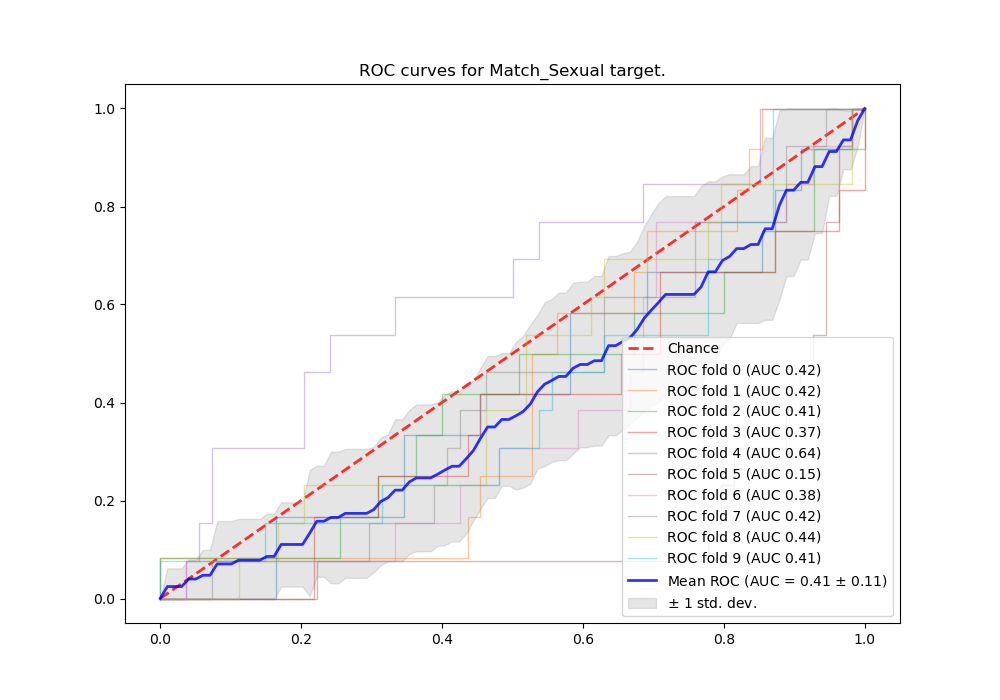 ROC curves for Match_Sexual target.
1.0
0.8
0.6
0.4
0.2
0.0
Chance
ROC fold 0 (AUC 0.42)
ROC fold 1 (AUC 0.42)
ROC fold 2 (AUC 0.41)
ROC fold 3 (AUC 0.37)
ROC fold 4 (AUC 0.64)
ROC fold 5 (AUC 0.15)
ROC fold 6 (AUC 0.38)
ROC fold 7 (AUC 0.42)
ROC fold 8 (AUC 0.44)
ROC fold 9 (AUC 0.41)
Mean ROC (AUC = 0.41 ± 0.11)
± 1 std. dev.
0.0 0.2 0.4 0.6 0.8 1.0